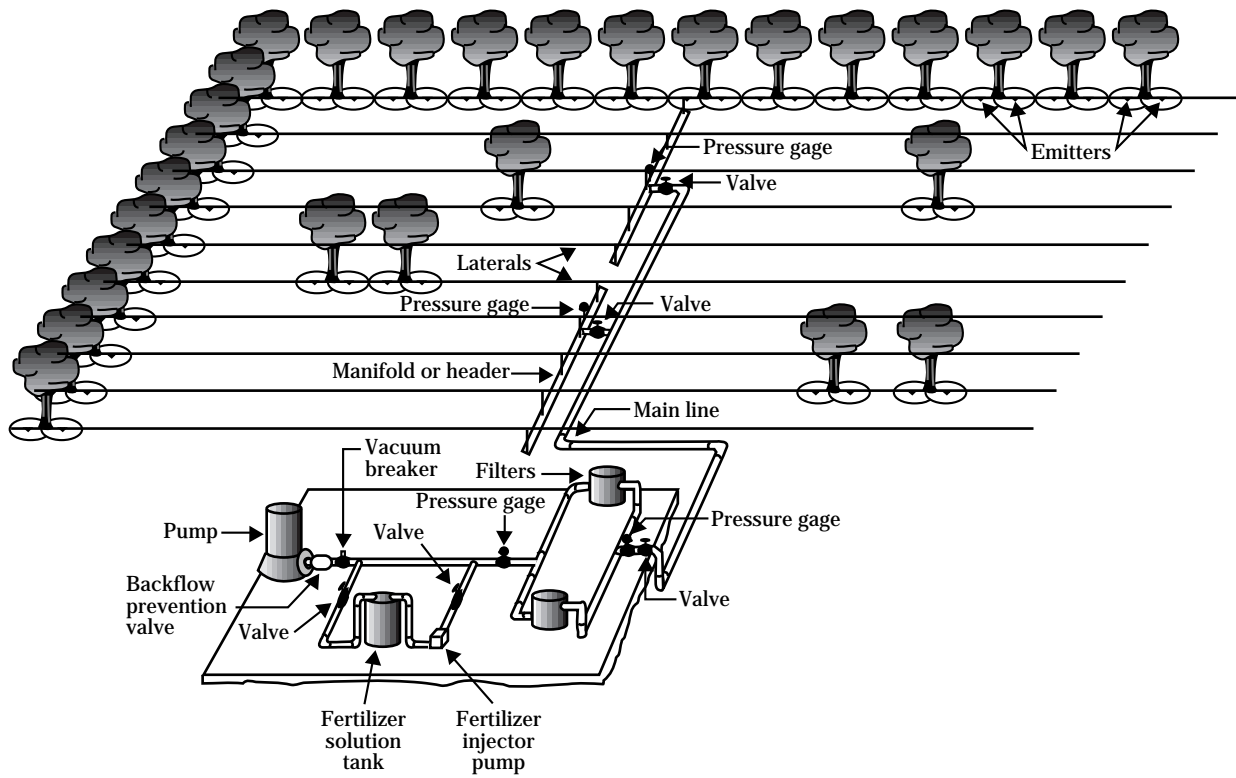 Pressure gage
Emitters
Valve
Laterals
Pressure gage
Valve
Manifold or header
Main line
Vacuum
breaker
Filters
Pressure gage
Pump
Valve
Pressure gage
Backflow
prevention
valve
Valve
Valve
Fertilizer
solution
tank
Fertilizer
injector
pump